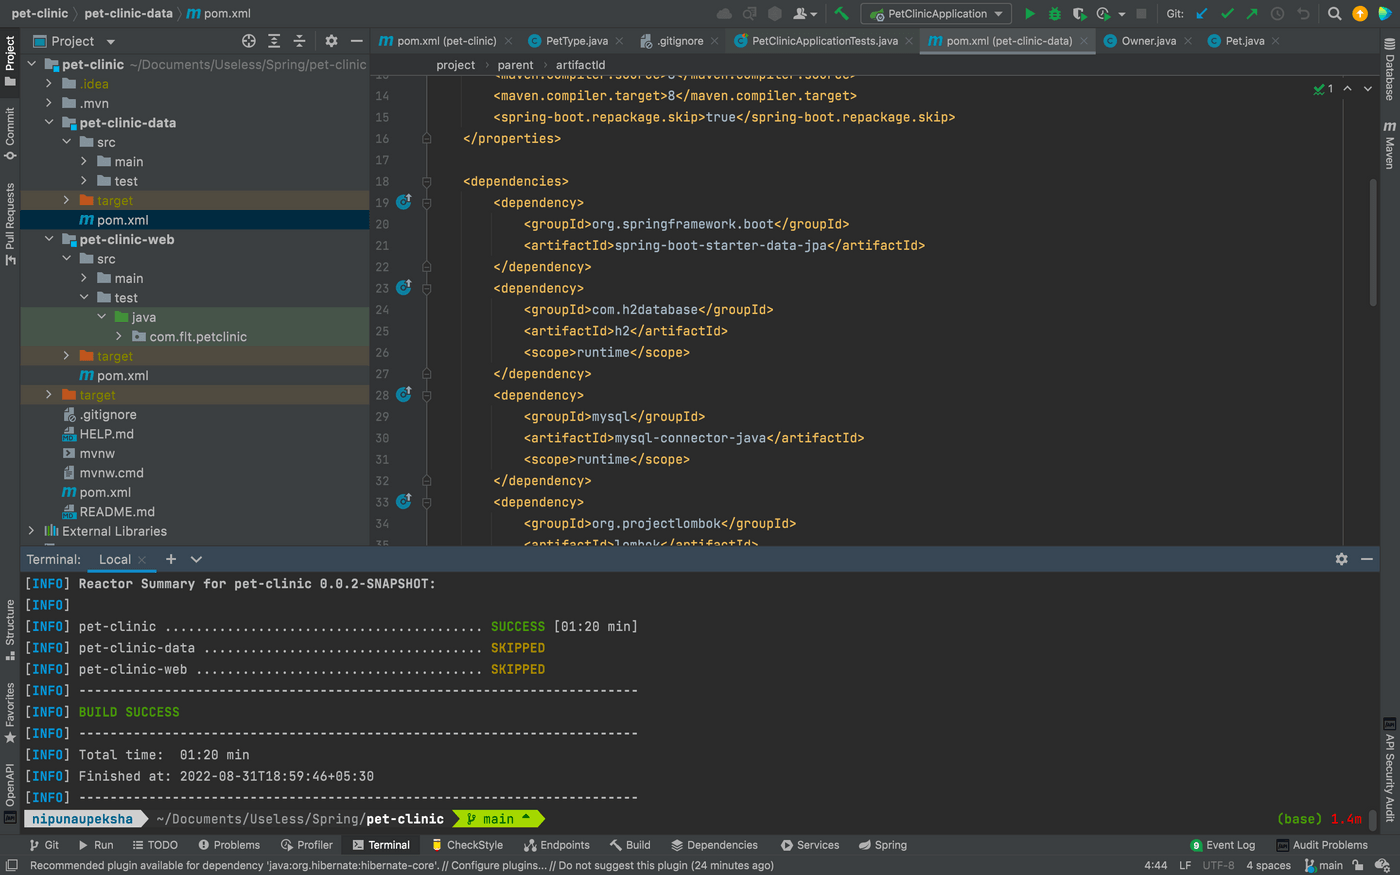 pet-clinic › pet-clinic-data › pom.xml
PetClinicApplication
Git:
Project
pom.xml (pet-clinic)
PetType.java
.gitignore
PetClinicApplicationTests.java
pom.xml (pet-clinic-data)
Owner.java
Pet.java
project › parent › artifactId
Project
Commit
Pull Requests
Structure
Favorites
OpenAPI
pet-clinic ~/Documents/Useless/Spring/pet-clinic
.idea
.mvn
pet-clinic-data
src
main
test
target
pom.xml
pet-clinic-web
src
main
test
java
com.flt.petclinic
target
pom.xml
target
.gitignore
HELP.md
mvnw
mvnw.cmd
pom.xml
README.md
External Libraries
13 <maven.compiler.source>8</maven.compiler.source>
14 <maven.compiler.target>8</maven.compiler.target>
15 <spring-boot.repackage.skip>true</spring-boot.repackage.skip>
16 </properties>
17
18 <dependencies>
19 <dependency>
20 <groupId>org.springframework.boot</groupId>
21 <artifactId>spring-boot-starter-data-jpa</artifactId>
22 </dependency>
23 <dependency>
24 <groupId>com.h2database</groupId>
25 <artifactId>h2</artifactId>
26 <scope>runtime</scope>
27 </dependency>
28 <dependency>
29 <groupId>mysql</groupId>
30 <artifactId>mysql-connector-java</artifactId>
31 <scope>runtime</scope>
32 </dependency>
33 <dependency>
34 <groupId>org.projectlombok</groupId>
35 <artifactId>lombok</artifactId>
1
Database
Maven
API Security Audit
Terminal: Local
[INFO] Reactor Summary for pet-clinic 0.0.2-SNAPSHOT:
[INFO]
[INFO] pet-clinic ......................................... SUCCESS [01:20 min]
[INFO] pet-clinic-data .................................... SKIPPED
[INFO] pet-clinic-web ..................................... SKIPPED
[INFO] ------------------------------------------------------------------------
[INFO] BUILD SUCCESS
[INFO] ------------------------------------------------------------------------
[INFO] Total time:  01:20 min
[INFO] Finished at: 2022-08-31T18:59:46+05:30
[INFO] ------------------------------------------------------------------------
nipunaupeksha ~/Documents/Useless/Spring/pet-clinic main (base) 1.4m
Git Run TODO Problems Profiler Terminal CheckStyle Endpoints Build Dependencies Services Spring 9 Event Log Audit Problems
Recommended plugin available for dependency 'java:org.hibernate:hibernate-core'. // Configure plugins... // Do not suggest this plugin (24 minutes ago) 4:44 LF UTF-8 4 spaces main